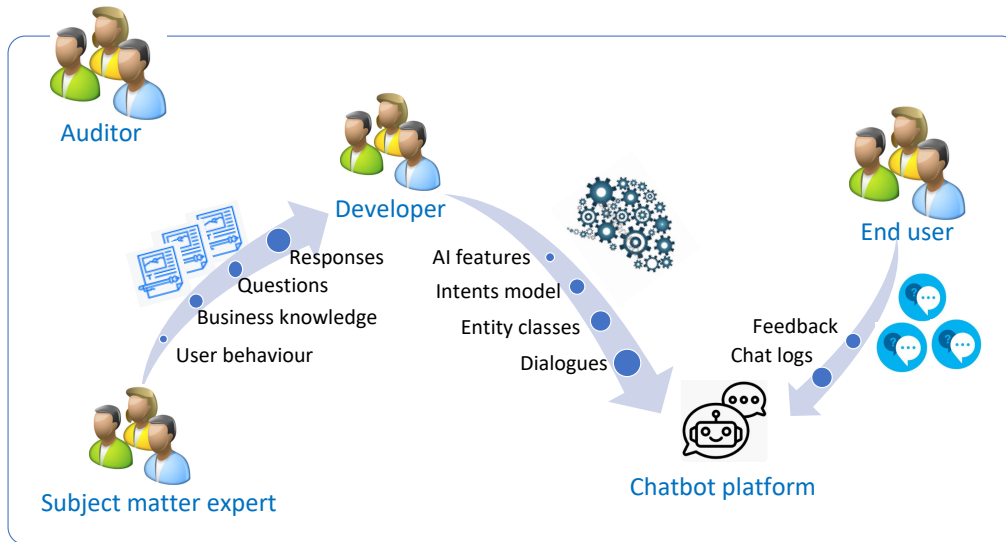 Auditor
Developer
End user
Responses
Questions
Business knowledge
User behaviour
AI features
Intents model
Entity classes
Dialogues
Feedback
Chat logs
Subject matter expert
Chatbot platform